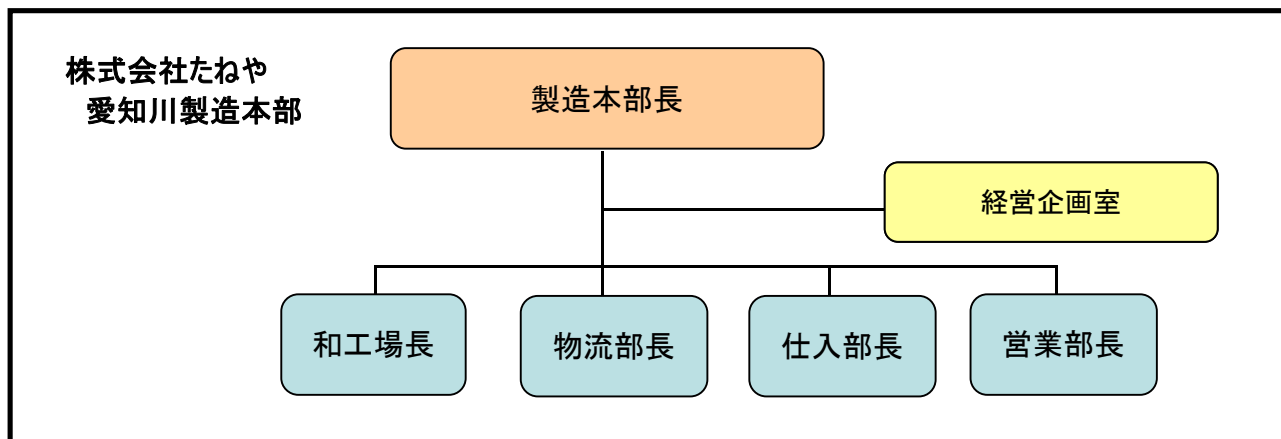 株式会社たねや
愛知川製造本部
製造本部長
経営企画室
和工場長
物流部長
仕入部長
営業部長